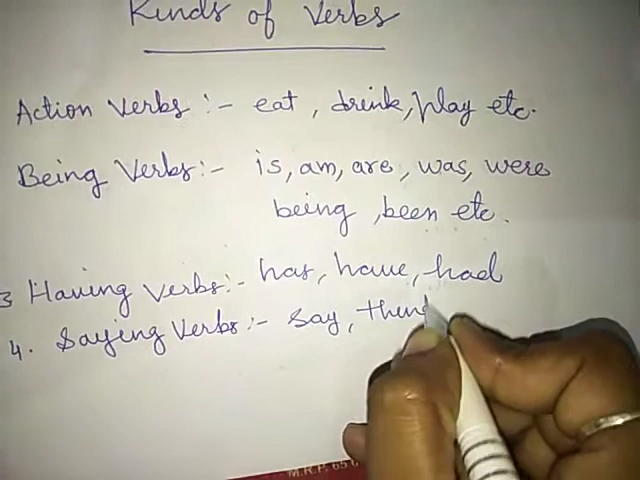 Kinds of Verbs
Action Verbs :- eat, drink, play etc.
Being Verbs :- is, am, are, was, were
being, been etc.
3 Having Verbs :- has, have, had
4. Saying Verbs :- say,
M.R.P. 65